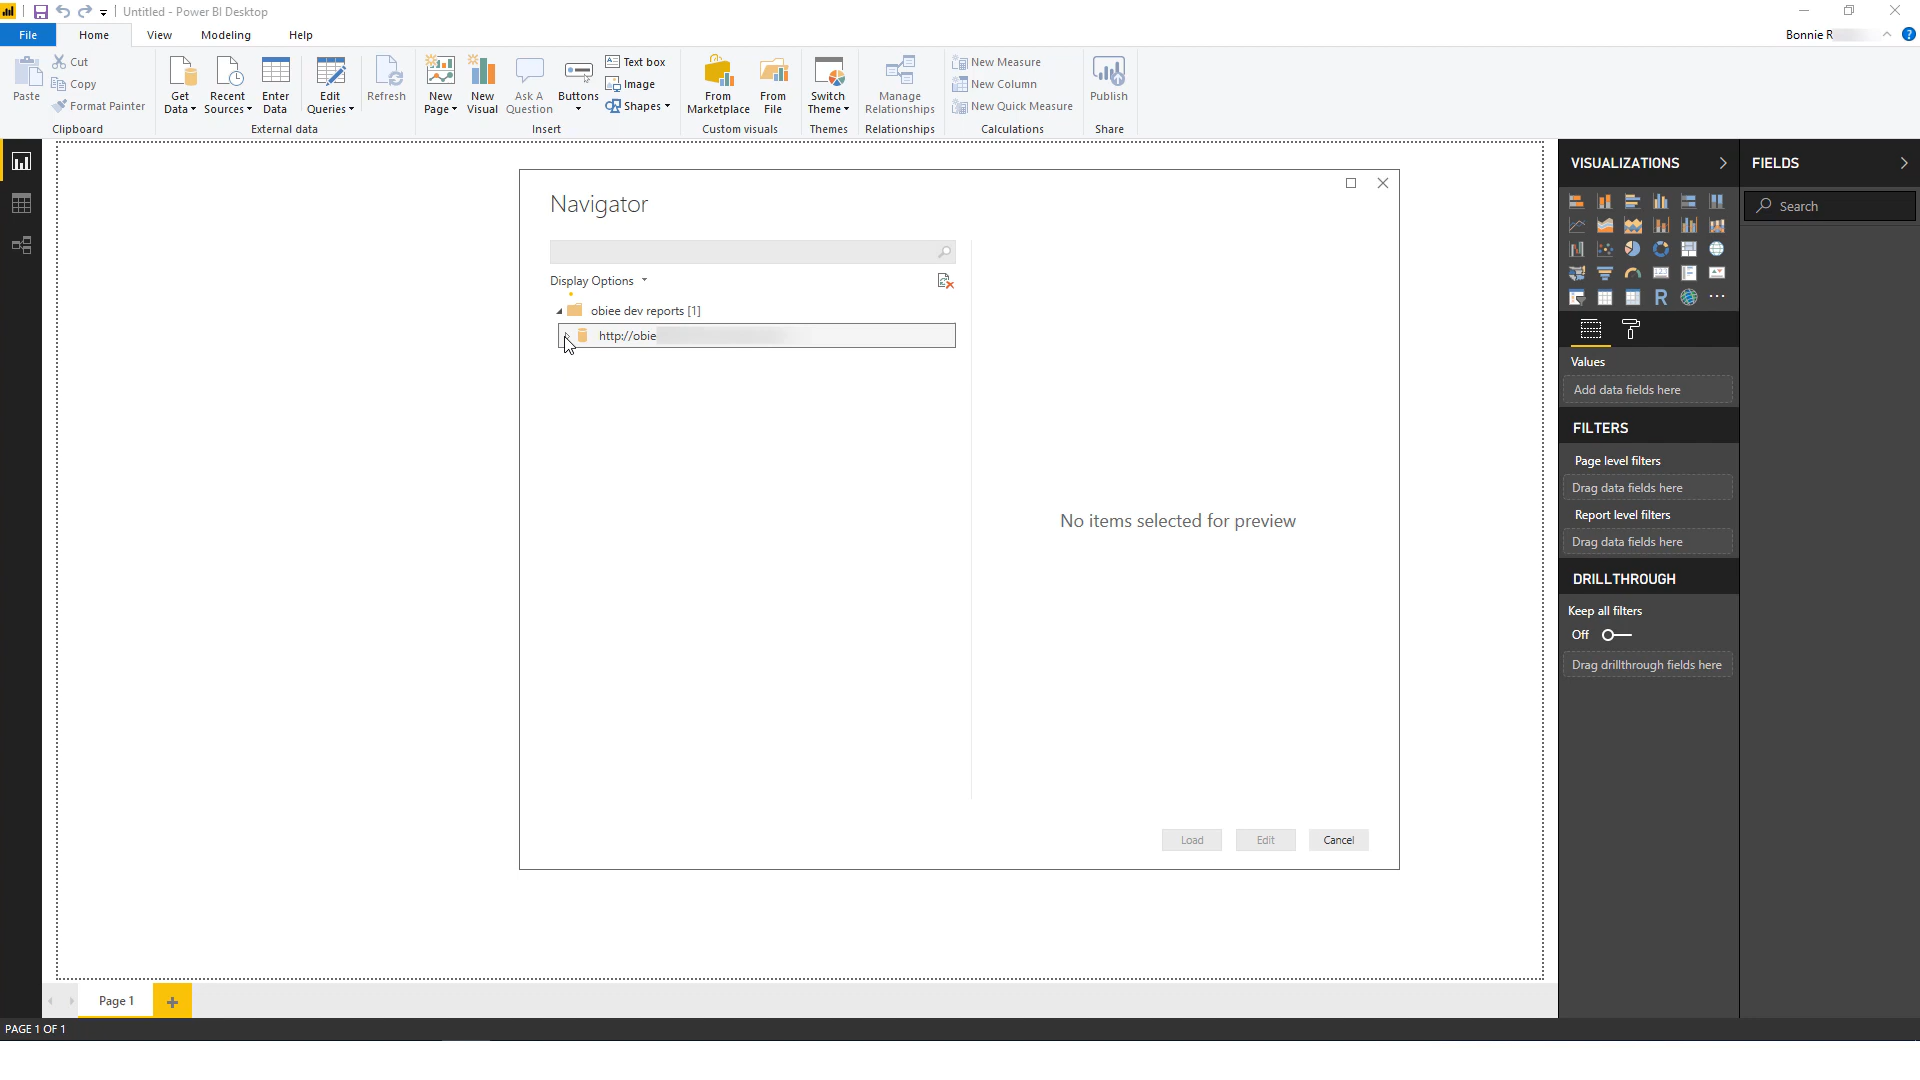 Untitled - Power BI Desktop
File Home View Modeling Help
Bonnie R
Paste
Cut
Copy
Format Painter
Clipboard
Get Data
Recent Sources
Enter Data
Edit Queries
Refresh
External data
New Page
New Visual
Ask A Question
Buttons
Text box
Image
Shapes
Insert
From Marketplace
From File
Custom visuals
Switch Theme
Themes
Manage Relationships
Relationships
New Measure
New Column
New Quick Measure
Calculations
Publish
Share
Navigator
Display Options
obiee dev reports [1]
http://obie
No items selected for preview
Load Edit Cancel
VISUALIZATIONS
R
Values
Add data fields here
FILTERS
Page level filters
Drag data fields here
Report level filters
Drag data fields here
DRILLTHROUGH
Keep all filters
Off
Drag drillthrough fields here
FIELDS
Search
Page 1
PAGE 1 OF 1